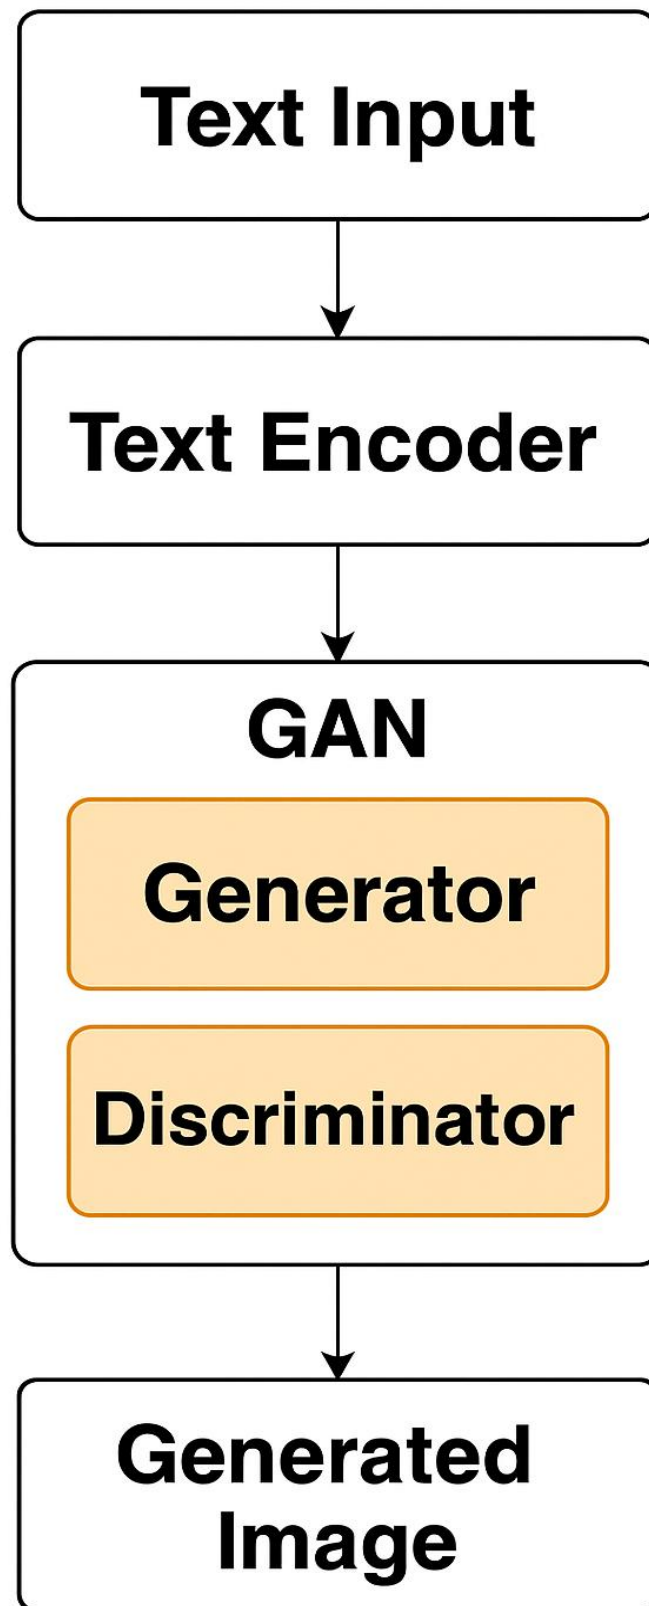 Text Input
Text Encoder
GAN
Generator
Discriminator
Generated
Image